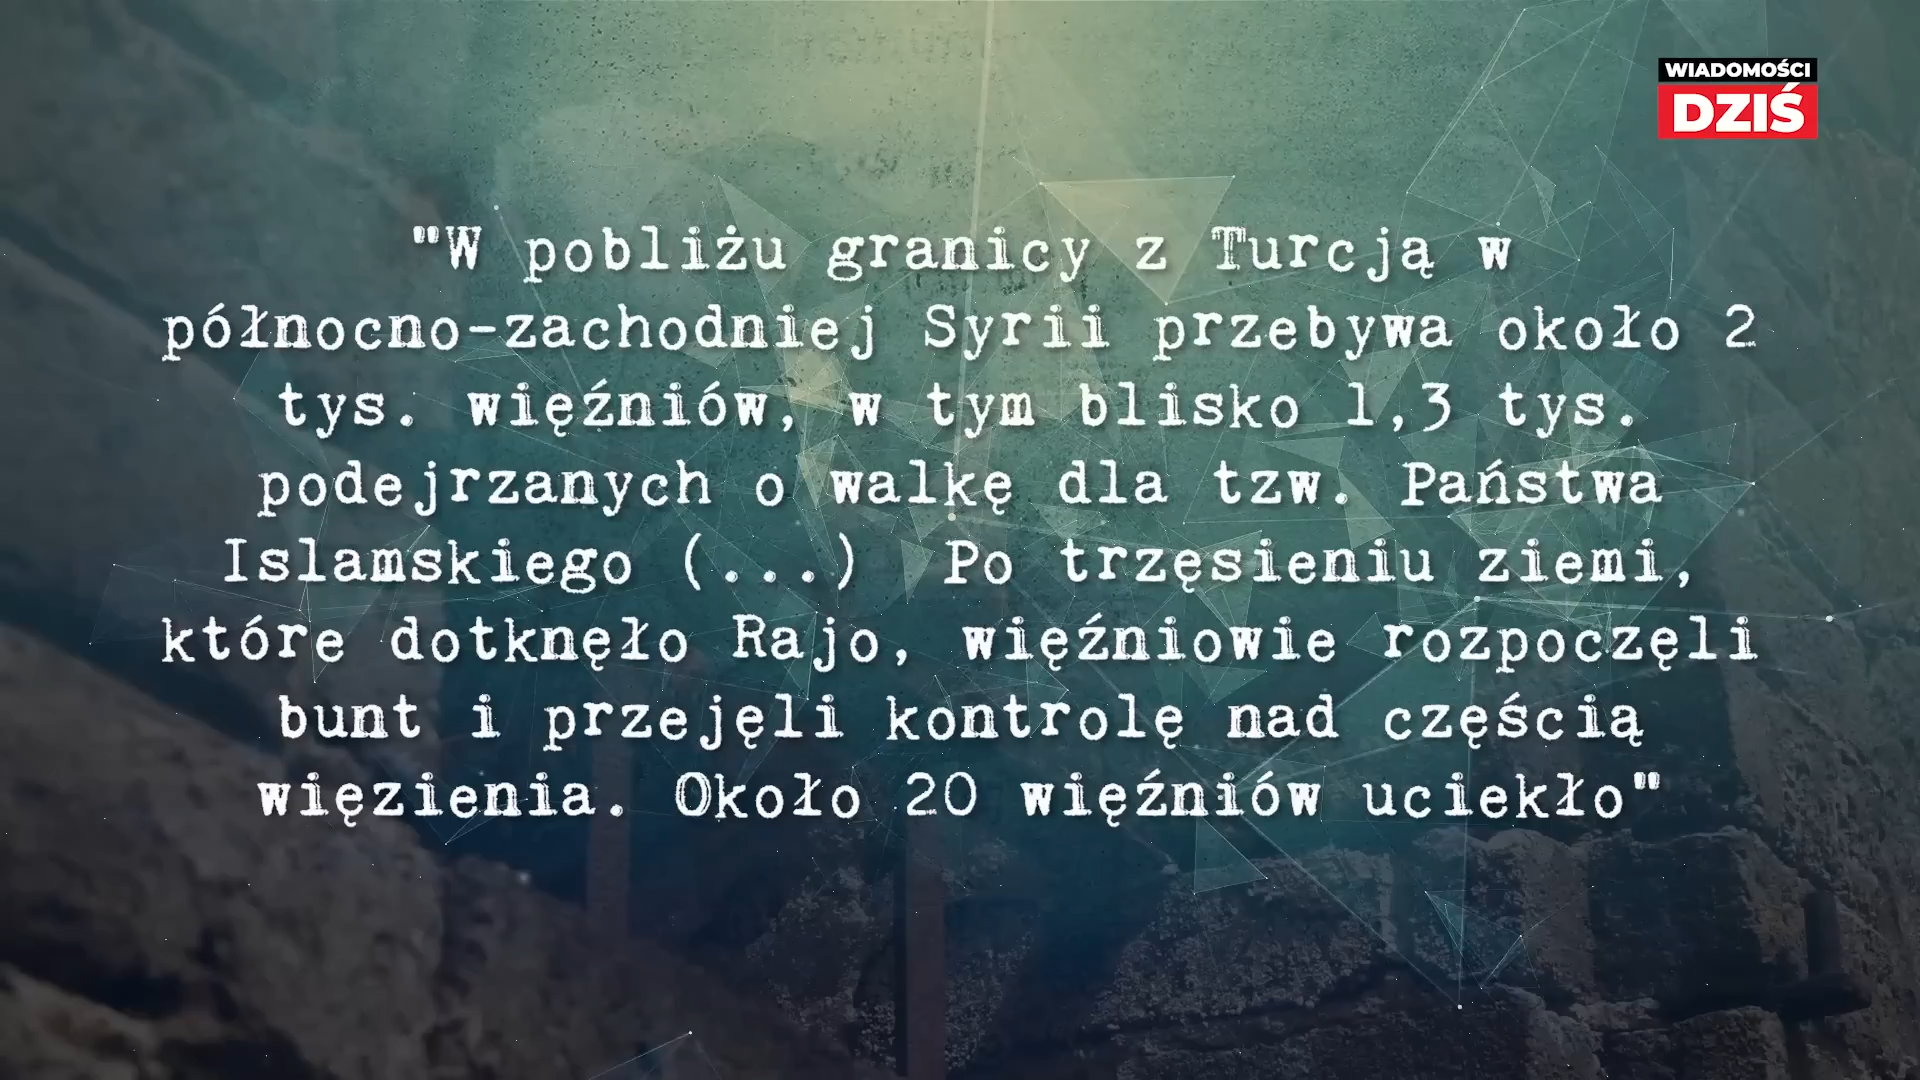 WIADOMOŚCI
DZIŚ
"W pobliżu granicy z Turcją w
północno-zachodniej Syrii przebywa około 2
tys. więźniów, w tym blisko 1,3 tys.
podejrzanych o walkę dla tzw. Państwa
Islamskiego (...)  Po trzęsieniu ziemi,
które dotknęło Rajo, więźniowie rozpoczęli
bunt i przejęli kontrolę nad częścią
więzienia. Około 20 więźniów uciekło"